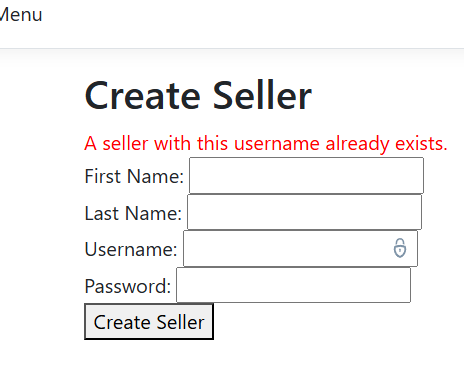 Menu
Create Seller
A seller with this username already exists.
First Name:
Last Name:
Username:
Password:
Create Seller